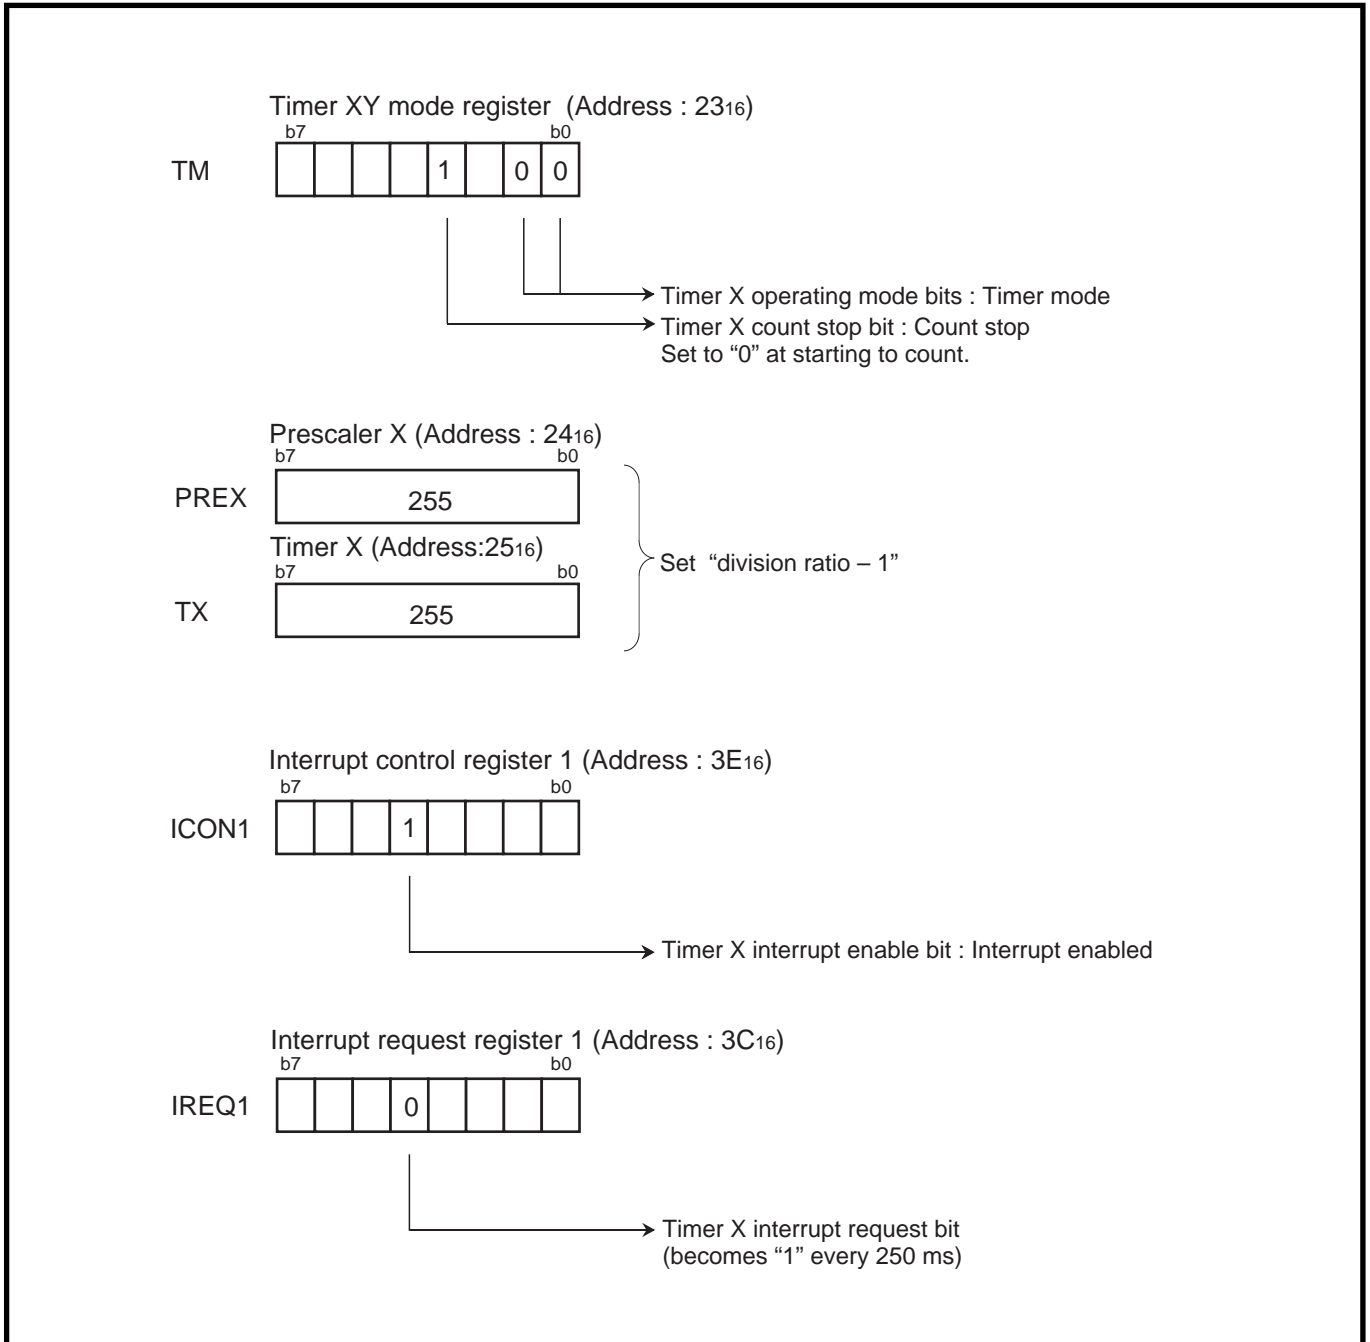 Timer XY mode register (Address : 2316)
b7 b0
TM 1 0 0
Timer X operating mode bits : Timer mode
Timer X count stop bit : Count stop
Set to “0” at starting to count.
Prescaler X (Address : 2416)
b7 b0
PREX 255
Timer X (Address:2516)
b7 b0
Set “division ratio – 1”
TX 255
Interrupt control register 1 (Address : 3E16)
b7 b0
ICON1 1
Timer X interrupt enable bit : Interrupt enabled
Interrupt request register 1 (Address : 3C16)
b7 b0
IREQ1 0
Timer X interrupt request bit
(becomes “1” every 250 ms)